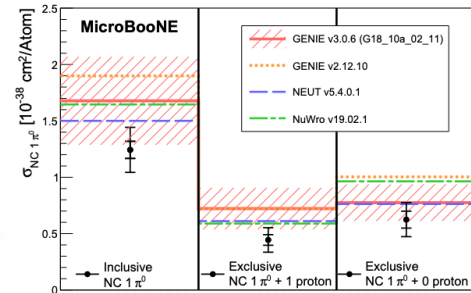 MicroBooNE
GENIE v3.0.6 (G18_10a_02_11)
GENIE v2.12.10
NEUT v5.4.0.1
NuWro v19.02.1
σNC 1 π⁰ [10⁻³⁸ cm²/Atom]
2.5
2
1.5
1
0.5
0
Inclusive
NC 1 π⁰
Exclusive
NC 1 π⁰ + 1 proton
Exclusive
NC 1 π⁰ + 0 proton